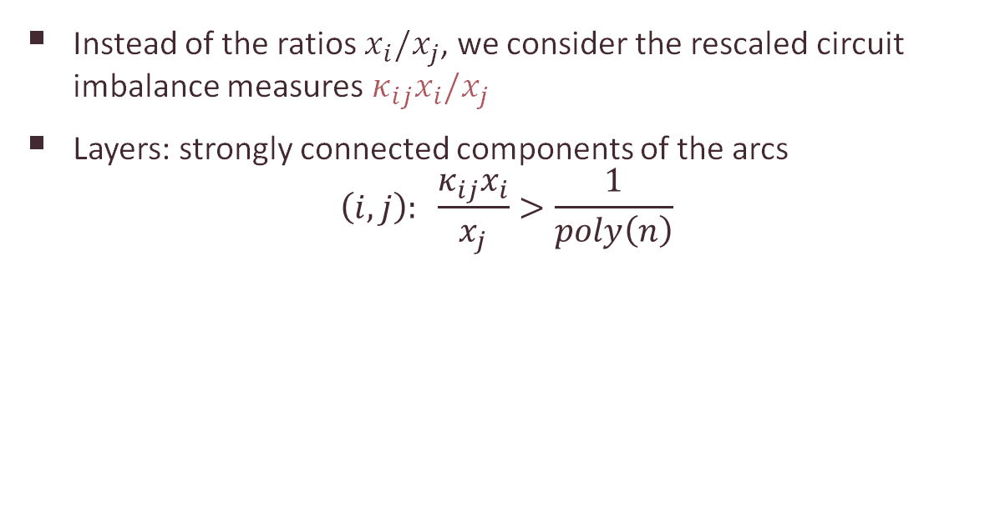 ▪ Instead of the ratios $x_i/x_j$, we consider the rescaled circuit
imbalance measures $\kappa_{ij}x_i/x_j$
▪ Layers: strongly connected components of the arcs
$(i,j)$: $\frac{\kappa_{ij}x_i}{x_j} > \frac{1}{poly(n)}$